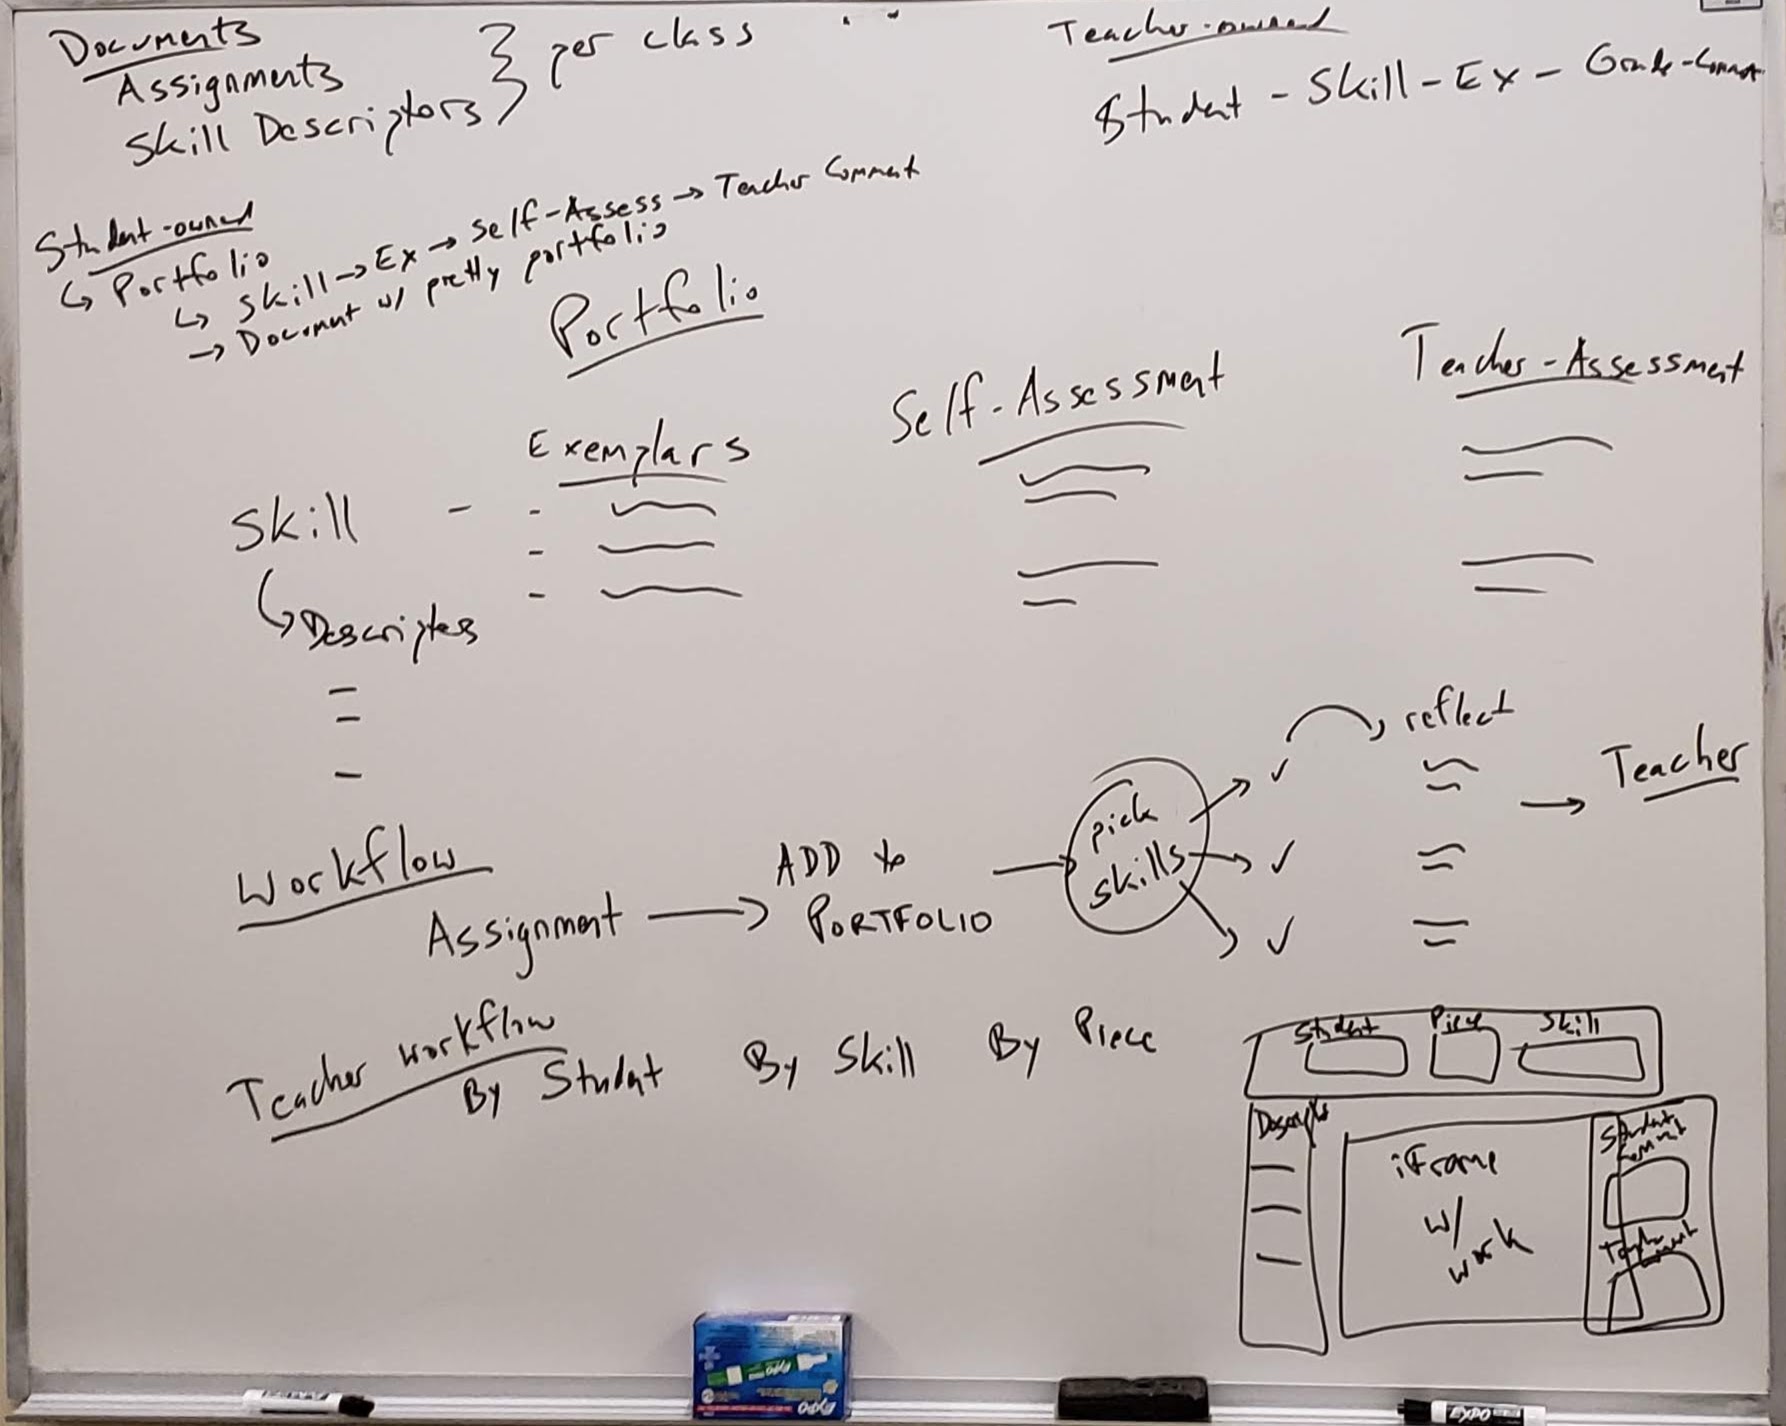 Documents
Assignments
Skill Descriptors } per class
Teacher-owned
Student - Skill - Ex - Grade - Comment
Student-owned
↳ Portfolio
↳ Skill → Ex → Self-Assess → Teacher Comment
→ Document w/ pretty portfolio
Portfolio
Exemplars
Self-Assessment
Teacher-Assessment
Skill - -
↳ Descriptors
Workflow
Assignment → ADD to PORTFOLIO → pick skills → ✓ reflect → Teacher
✓
✓
Teacher workflow
By Student By Skill By Piece
Student Piece Skill
Descripts
iFrame
w/
work
Student
Comment
Teacher
Comment
EXPO
EXPO